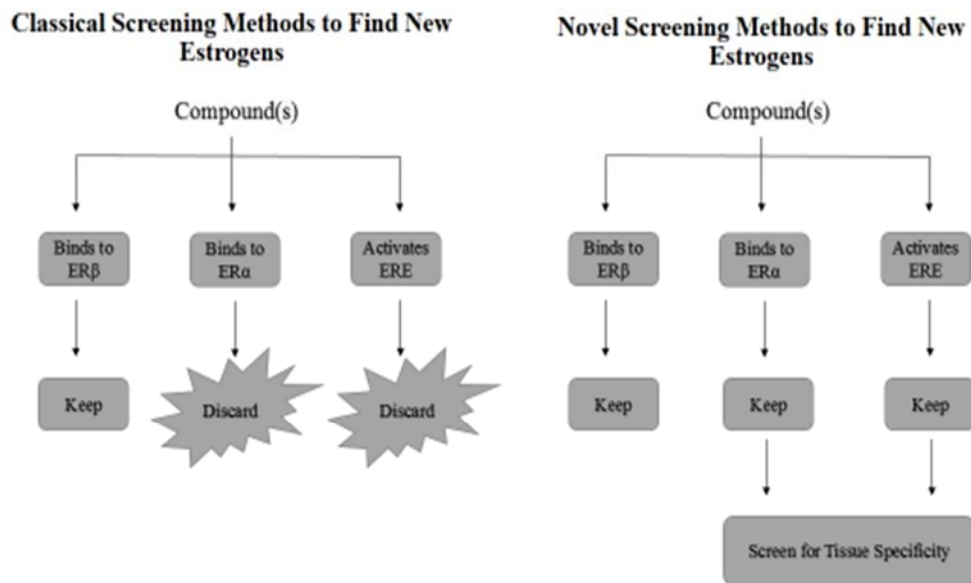 Classical Screening Methods to Find New
Estrogens
Compound(s)
Binds to
ERβ
Binds to
ERα
Activates
ERE
Keep
Discard
Discard
Novel Screening Methods to Find New
Estrogens
Compound(s)
Binds to
ERβ
Binds to
ERα
Activates
ERE
Keep
Keep
Keep
Screen for Tissue Specificity